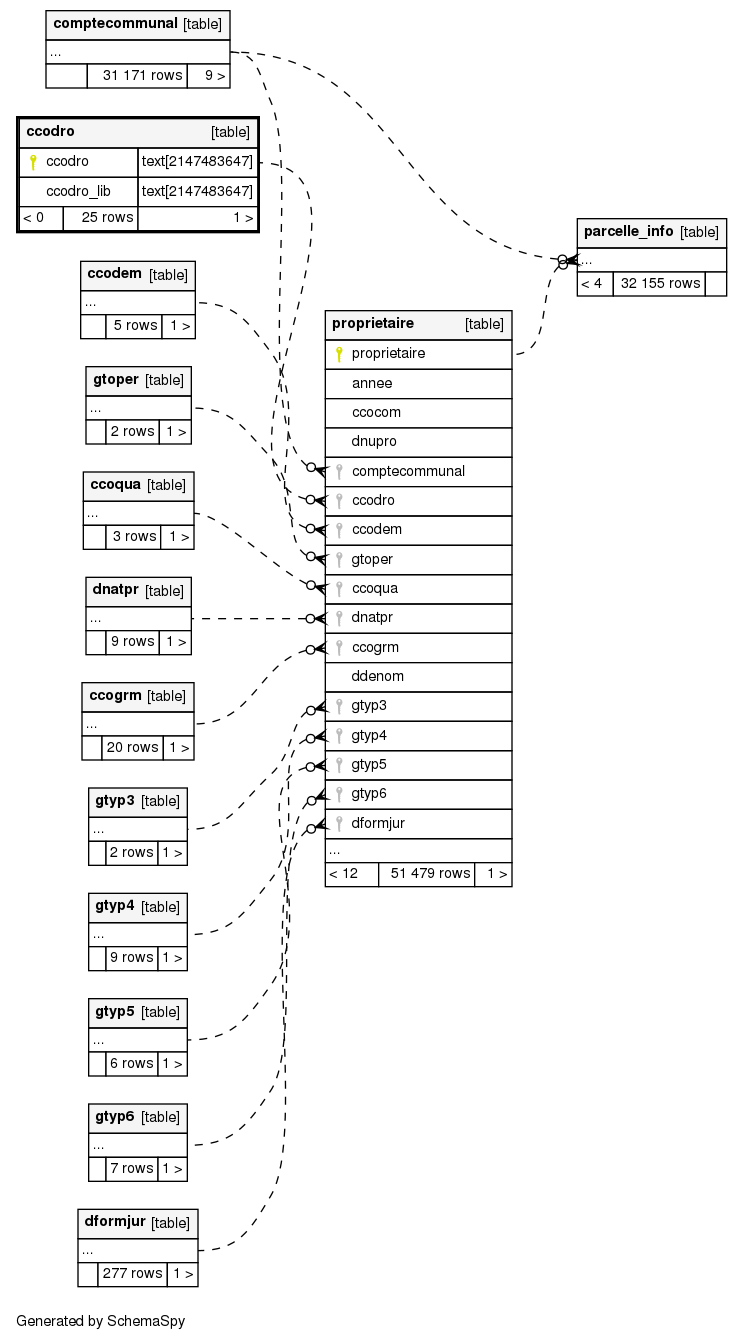 comptecommunal [table]
...
31 171 rows 9 >
ccodro [table]
ccodro text[2147483647]
ccodro_lib text[2147483647]
< 0 25 rows 1 >
ccodem [table]
...
5 rows 1 >
gtoper [table]
...
2 rows 1 >
ccoqua [table]
...
3 rows 1 >
dnatpr [table]
...
9 rows 1 >
ccogrm [table]
...
20 rows 1 >
gtyp3 [table]
...
2 rows 1 >
gtyp4 [table]
...
9 rows 1 >
gtyp5 [table]
...
6 rows 1 >
gtyp6 [table]
...
7 rows 1 >
dformjur [table]
...
277 rows 1 >
proprietaire [table]
proprietaire
annee
ccocom
dnupro
comptecommunal
ccodro
ccodem
gtoper
ccoqua
dnatpr
ccogrm
ddenom
gtyp3
gtyp4
gtyp5
gtyp6
dformjur
...
< 12 51 479 rows 1 >
parcelle_info [table]
...
< 4 32 155 rows
Generated by SchemaSpy